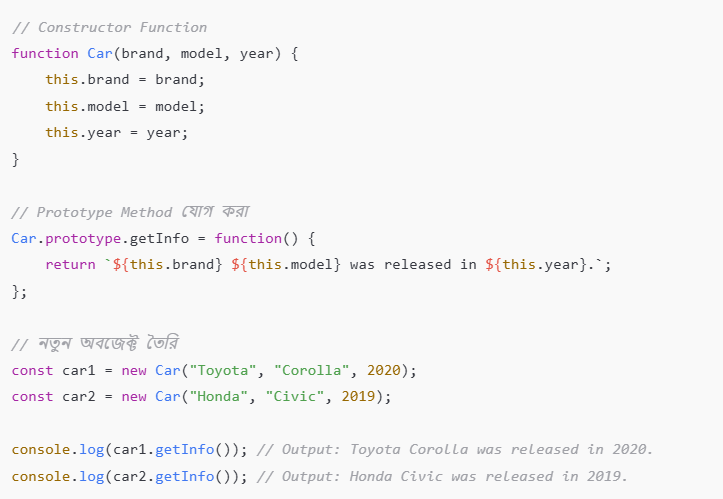 // Constructor Function
function Car(brand, model, year) {
    this.brand = brand;
    this.model = model;
    this.year = year;
}
// Prototype Method যোগ করা
Car.prototype.getInfo = function() {
    return `${this.brand} ${this.model} was released in ${this.year}.`;
};
// নতুন অবজেক্ট তৈরি
const car1 = new Car("Toyota", "Corolla", 2020);
const car2 = new Car("Honda", "Civic", 2019);
console.log(car1.getInfo()); // Output: Toyota Corolla was released in 2020.
console.log(car2.getInfo()); // Output: Honda Civic was released in 2019.